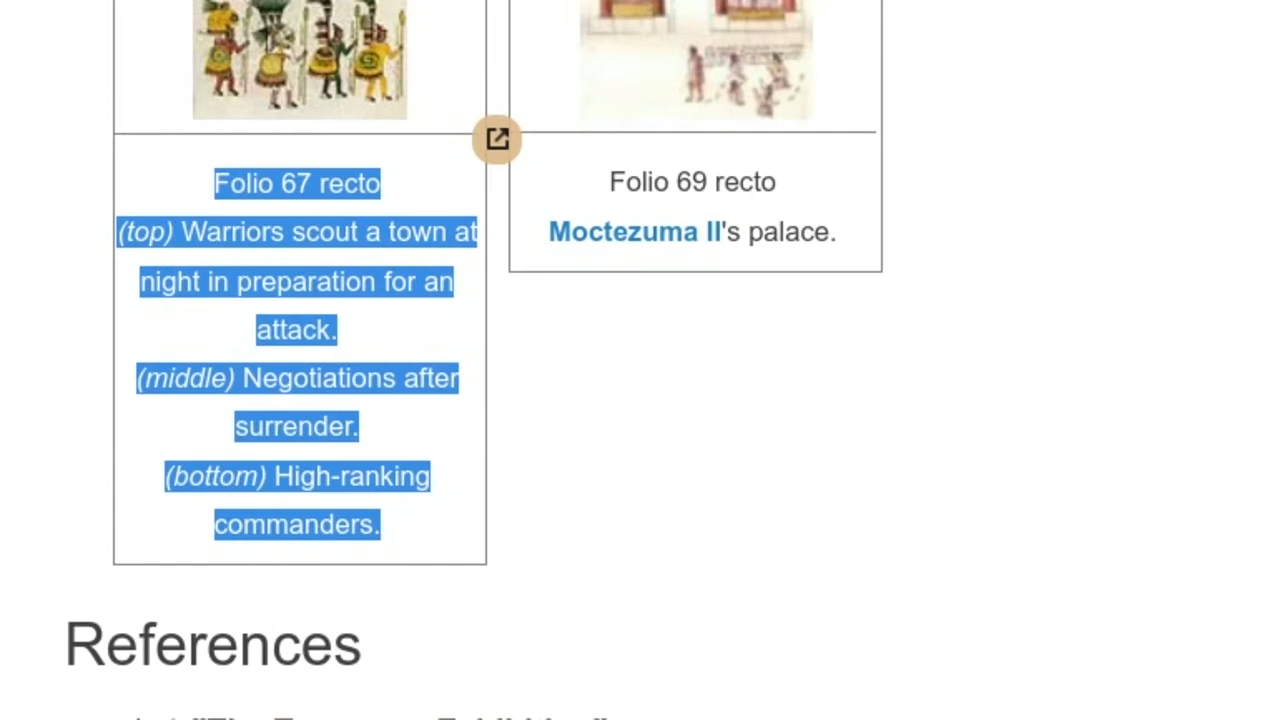 Folio 67 recto
(top) Warriors scout a town at
night in preparation for an
attack.
(middle) Negotiations after
surrender.
(bottom) High-ranking
commanders.
Folio 69 recto
Moctezuma II's palace.
References